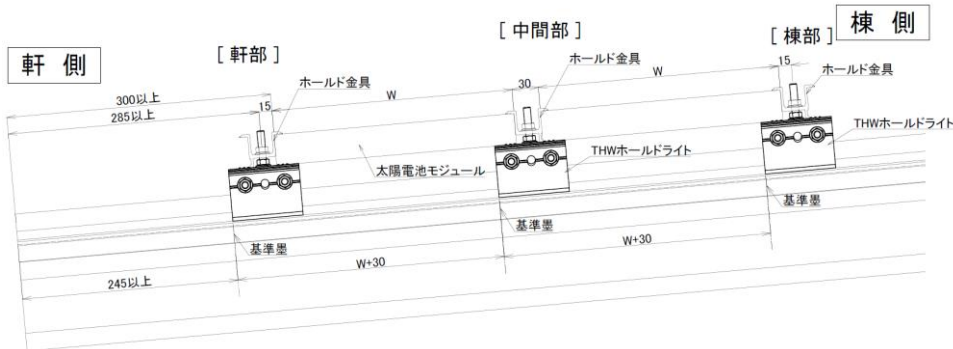 軒 側
[ 軒部 ]
[ 中間部 ]
[ 棟部 ]
棟 側
300以上
285以上
15
ホールド金具
W
30
ホールド金具
W
15
ホールド金具
太陽電池モジュール
THWホールドライト
THWホールドライト
基準墨
基準墨
基準墨
245以上
W+30
W+30